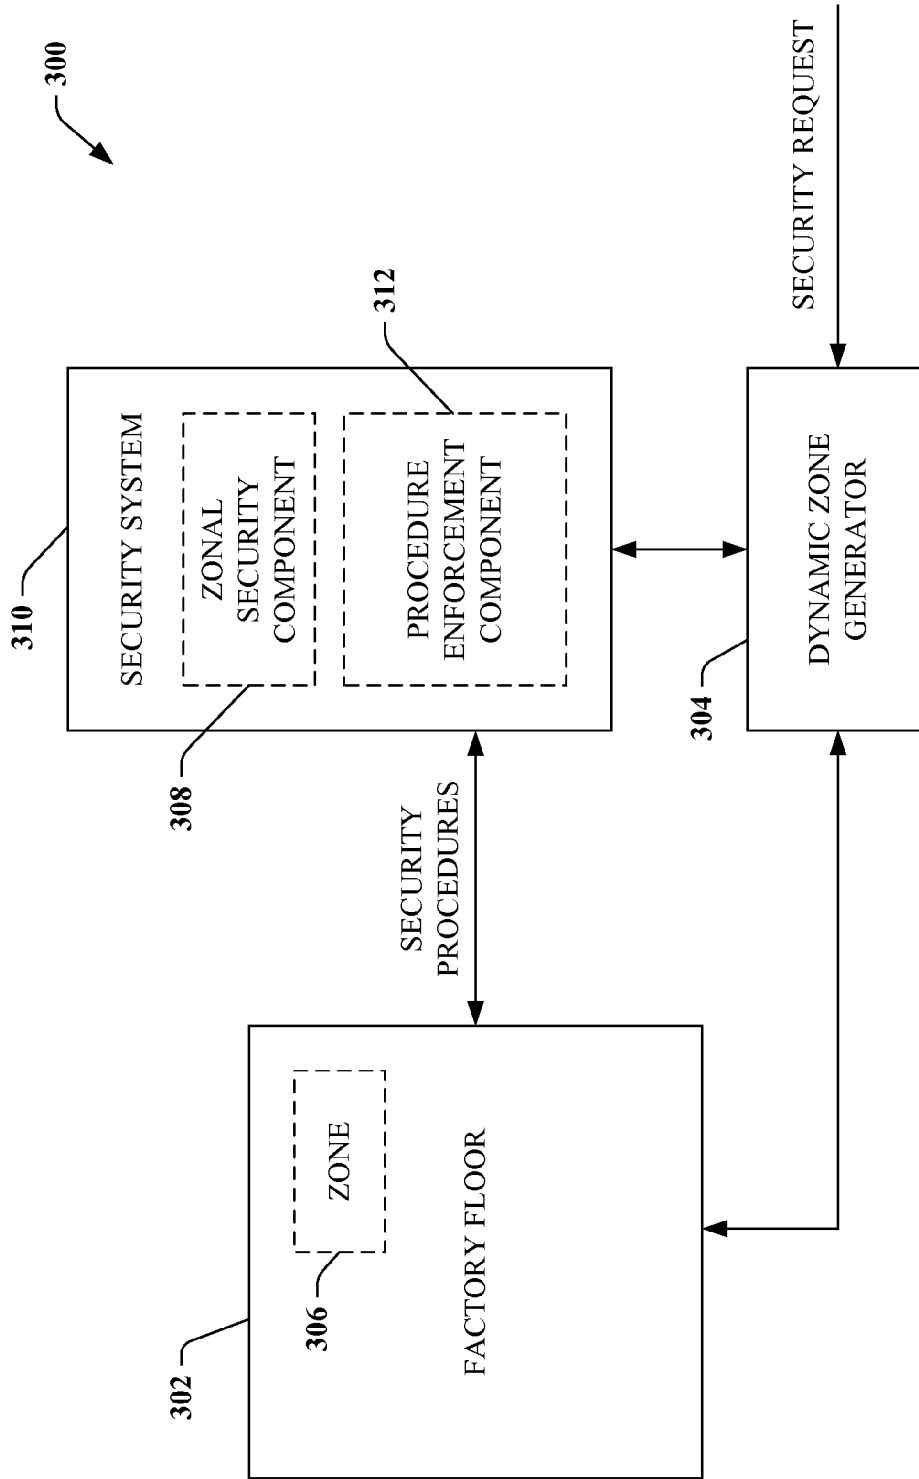 300
310
SECURITY SYSTEM
ZONAL
SECURITY
COMPONENT
308
PROCEDURE
ENFORCEMENT
COMPONENT
312
SECURITY
PROCEDURES
302
ZONE
306
FACTORY FLOOR
304
DYNAMIC ZONE
GENERATOR
SECURITY REQUEST